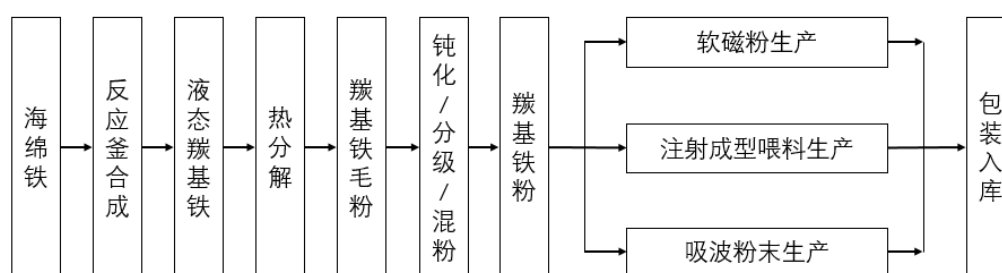 海绵铁
反应釜合成
液态羰基铁
热分解
羰基铁毛粉
钝化/分级/混粉
羰基铁粉
软磁粉生产
注射成型喂料生产
吸波粉末生产
包装入库